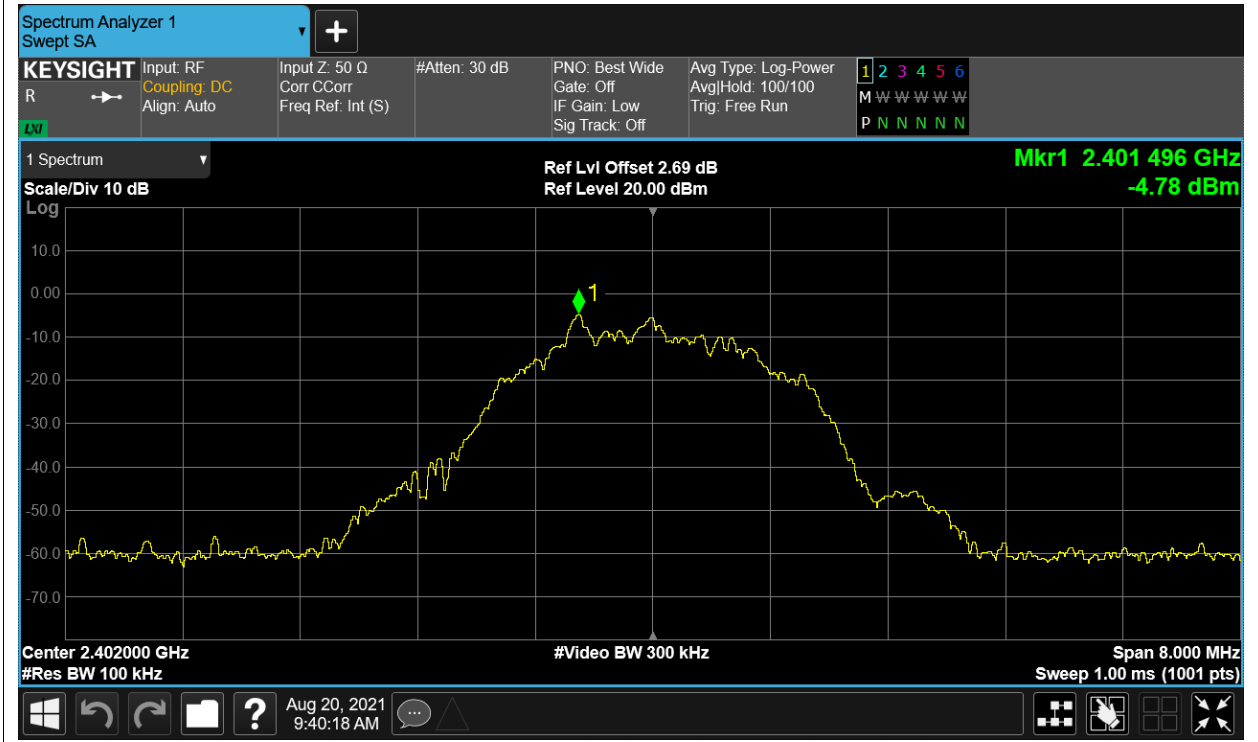 Spectrum Analyzer 1
Swept SA
KEYSIGHT
R
LXI
Input: RF
Coupling: DC
Align: Auto
Input Z: 50 Ω
Corr CCorr
Freq Ref: Int (S)
#Atten: 30 dB
PNO: Best Wide
Gate: Off
IF Gain: Low
Sig Track: Off
Avg Type: Log-Power
Avg|Hold: 100/100
Trig: Free Run
1 2 3 4 5 6
M W W W W W W
P N N N N N N
1 Spectrum
Scale/Div 10 dB
Log
Ref Lvl Offset 2.69 dB
Ref Level 20.00 dBm
Mkr1 2.401 496 GHz
-4.78 dBm
1
10.0
0.00
-10.0
-20.0
-30.0
-40.0
-50.0
-60.0
-70.0
Center 2.402000 GHz
#Video BW 300 kHz
Span 8.000 MHz
#Res BW 100 kHz
Sweep 1.00 ms (1001 pts)
?
Aug 20, 2021
9:40:18 AM